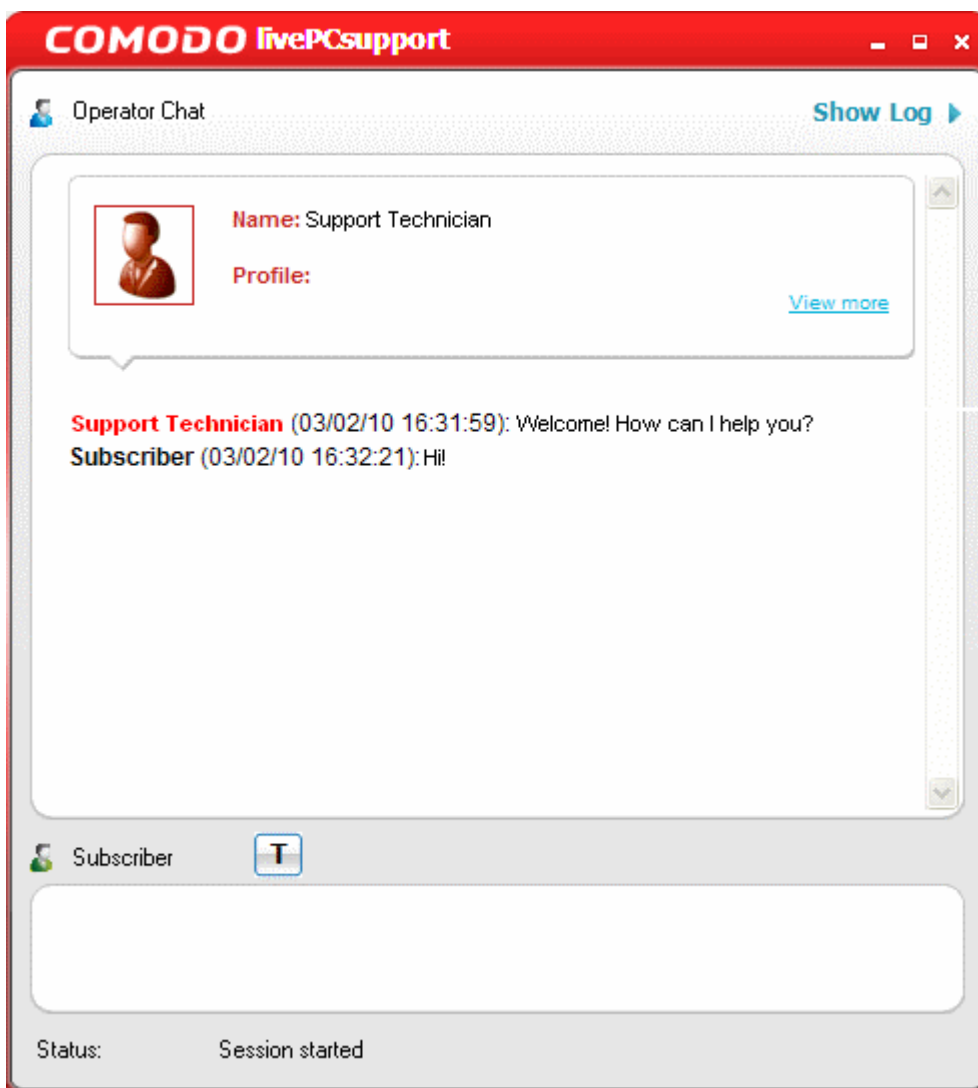 COMODO livePCsupport
Operator Chat
Show Log
Name: Support Technician
Profile:
View more
Support Technician (03/02/10 16:31:59): Welcome! How can I help you?
Subscriber (03/02/10 16:32:21): Hi!
Subscriber
T
Status: Session started